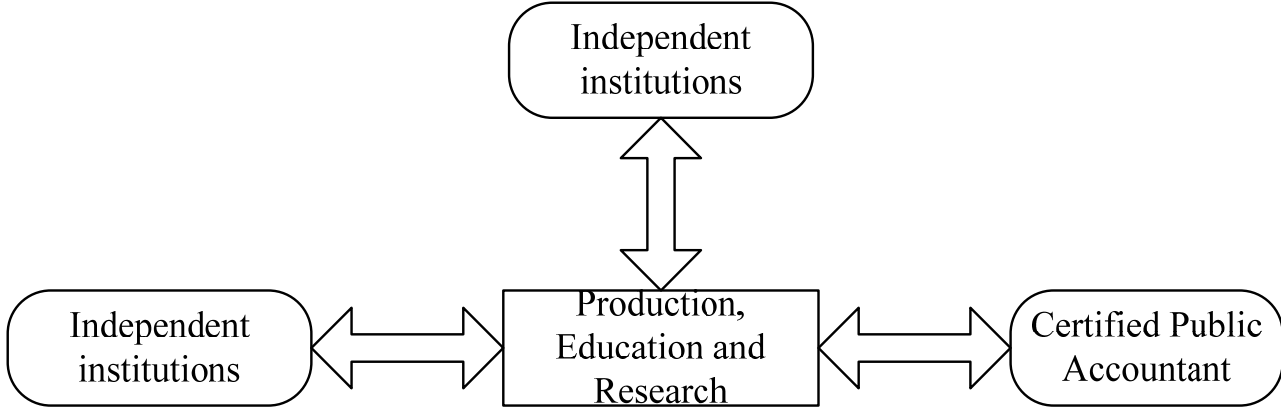 Independent
institutions
Independent
institutions
Production,
Education and
Research
Certified Public
Accountant